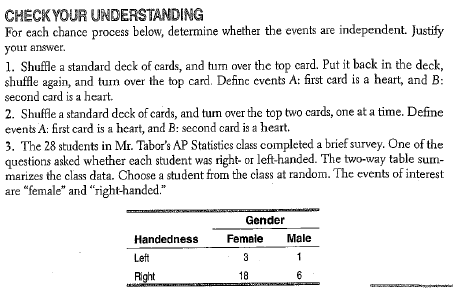 CHECK YOUR UNDERSTANDING
For each chance process below, determine whether the events are independent. Justify
your answer.
1. Shuffle a standard deck of cards, and turn over the top card. Put it back in the deck,
shuffle again, and turn over the top card. Define events A: first card is a heart, and B:
second card is a heart.
2. Shuffle a standard deck of cards, and turn over the top two cards, one at a time. Define
events A: first card is a heart, and B: second card is a heart.
3. The 28 students in Mr. Tabor's AP Statistics class completed a brief survey. One of the
questions asked whether each student was right- or left-handed. The two-way table sum-
marizes the class data. Choose a student from the class at random. The events of interest
are "female" and "right-handed."
Gender
Handedness Female Male
Left 3 1
Right 18 6